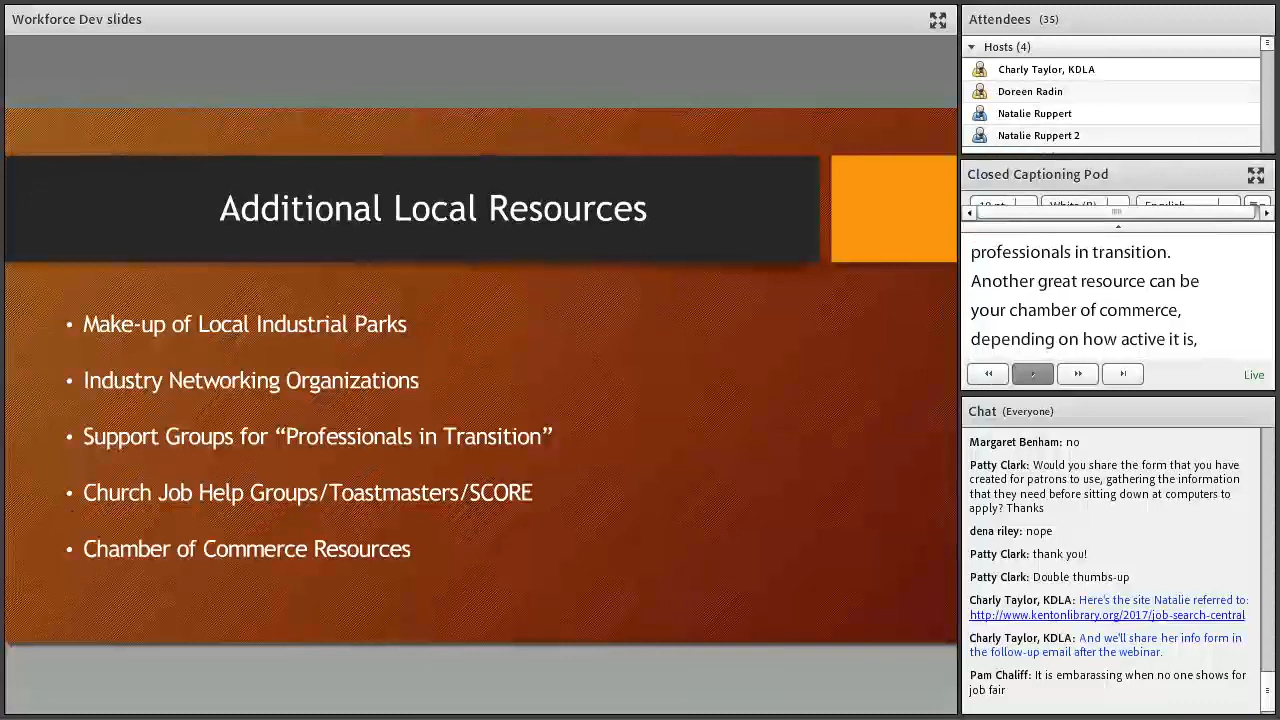 Workforce Dev slides
Additional Local Resources
• Make-up of Local Industrial Parks
• Industry Networking Organizations
• Support Groups for “Professionals in Transition”
• Church Job Help Groups/Toastmasters/SCORE
• Chamber of Commerce Resources
Attendees (35)
Hosts (4)
Charly Taylor, KDLA
Doreen Radin
Natalie Ruppert
Natalie Ruppert 2
Closed Captioning Pod
professionals in transition.
Another great resource can be
your chamber of commerce,
depending on how active it is,
Live
Chat (Everyone)
Margaret Benham: no
Patty Clark: Would you share the form that you have
created for patrons to use, gathering the information
that they need before sitting down at computers to
apply? Thanks
dena riley: nope
Patty Clark: thank you!
Patty Clark: Double thumbs-up
Charly Taylor, KDLA: Here's the site Natalie referred to:
http://www.kentonlibrary.org/2017/job-search-central
Charly Taylor, KDLA: And we'll share her info form in
the follow-up email after the webinar.
Pam Chaliff: It is embarassing when no one shows for
job fair